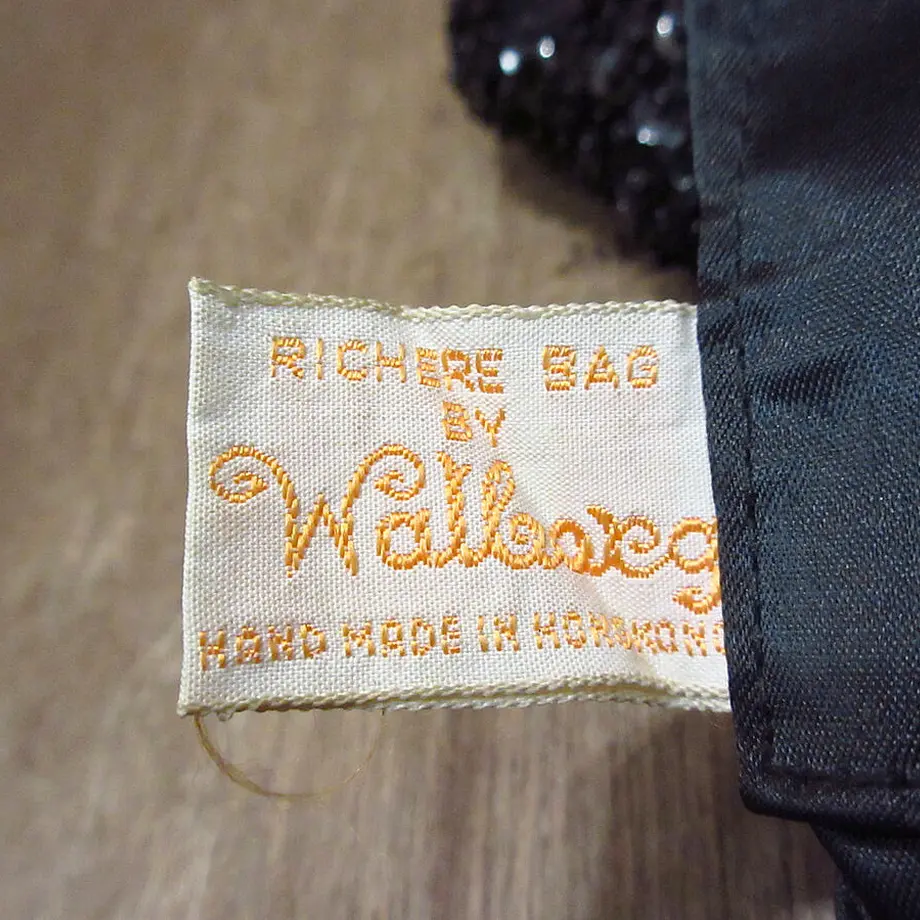 RICHERE BAG
BY
Walborg
HAND MADE IN HONGKONG